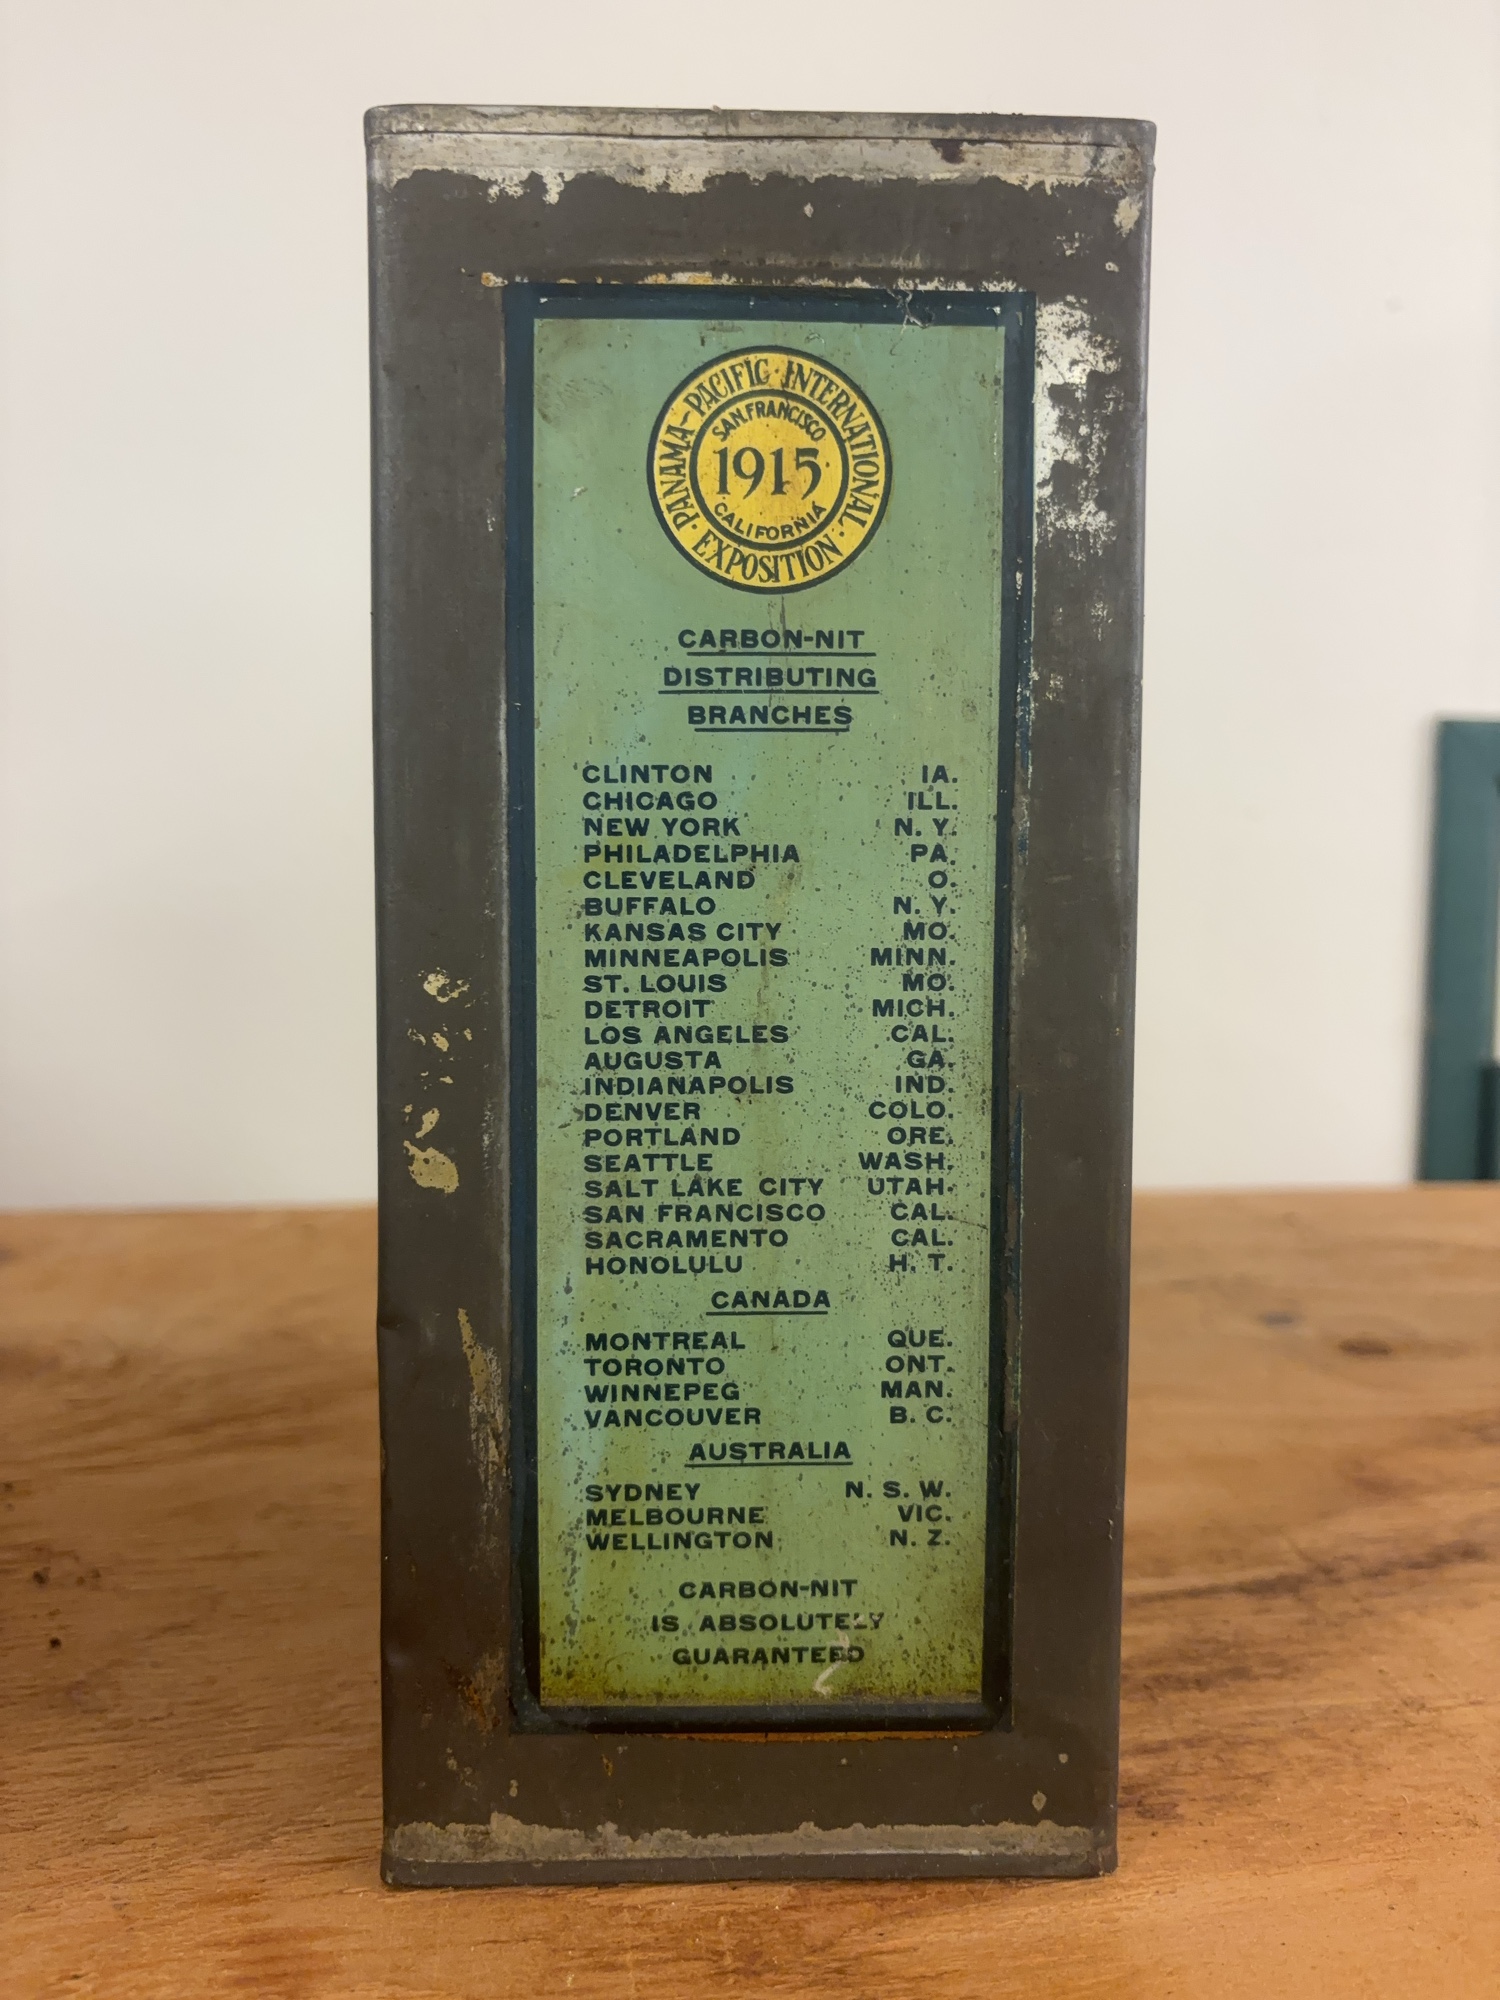 PANAMA-PACIFIC · INTERNATIONAL · EXPOSITION ·
SAN FRANCISCO
1915
CALIFORNIA
CARBON-NIT
DISTRIBUTING
BRANCHES
CLINTON IA.
CHICAGO ILL.
NEW YORK N. Y.
PHILADELPHIA PA.
CLEVELAND O.
BUFFALO N. Y.
KANSAS CITY MO.
MINNEAPOLIS MINN.
ST. LOUIS MO.
DETROIT MICH.
LOS ANGELES CAL.
AUGUSTA GA.
INDIANAPOLIS IND.
DENVER COLO.
PORTLAND ORE.
SEATTLE WASH.
SALT LAKE CITY UTAH.
SAN FRANCISCO CAL.
SACRAMENTO CAL.
HONOLULU H. T.
CANADA
MONTREAL QUE.
TORONTO ONT.
WINNEPEG MAN.
VANCOUVER B. C.
AUSTRALIA
SYDNEY N. S. W.
MELBOURNE VIC.
WELLINGTON N. Z.
CARBON-NIT
IS ABSOLUTELY
GUARANTEED